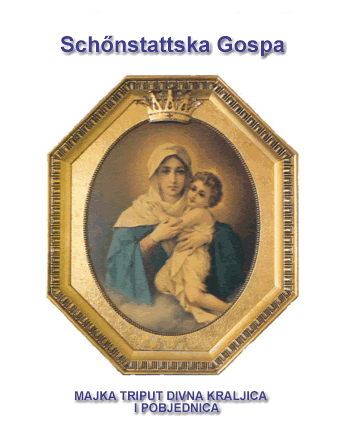 Schőnstattska Gospa
MAJKA TRIPUT DIVNA KRALJICA
I POBJEDNICA